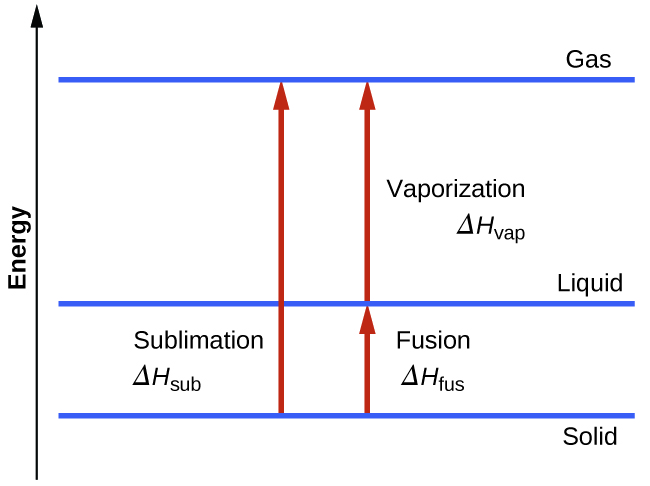 Gas
Vaporization
ΔHvap
Energy
Liquid
Sublimation
ΔHsub
Fusion
ΔHfus
Solid